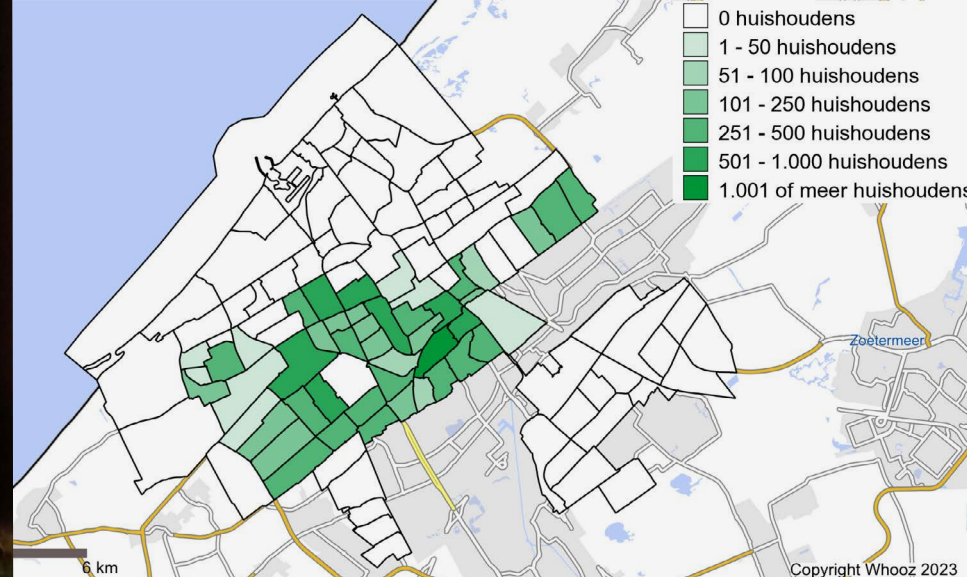 0 huishoudens
1 - 50 huishoudens
51 - 100 huishoudens
101 - 250 huishoudens
251 - 500 huishoudens
501 - 1.000 huishoudens
1.001 of meer huishoudens
Zoetermeer
6 km
Copyright Whooz 2023